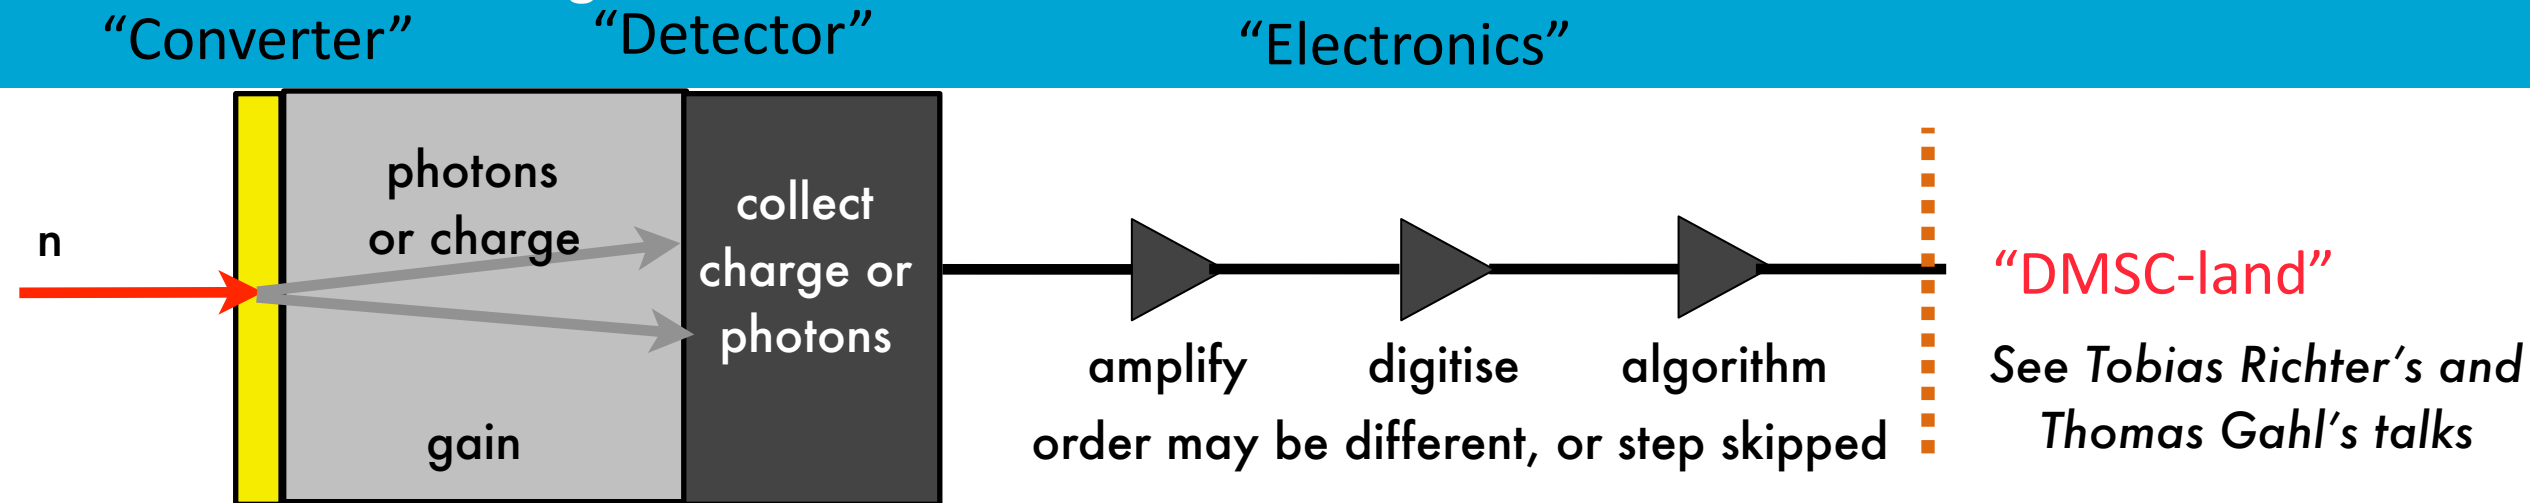 “Converter”
“Detector”
“Electronics”
n
photons
or charge
gain
collect
charge or
photons
amplify
digitise
algorithm
order may be different, or step skipped
“DMSC-land”
See Tobias Richter’s and
Thomas Gahl’s talks